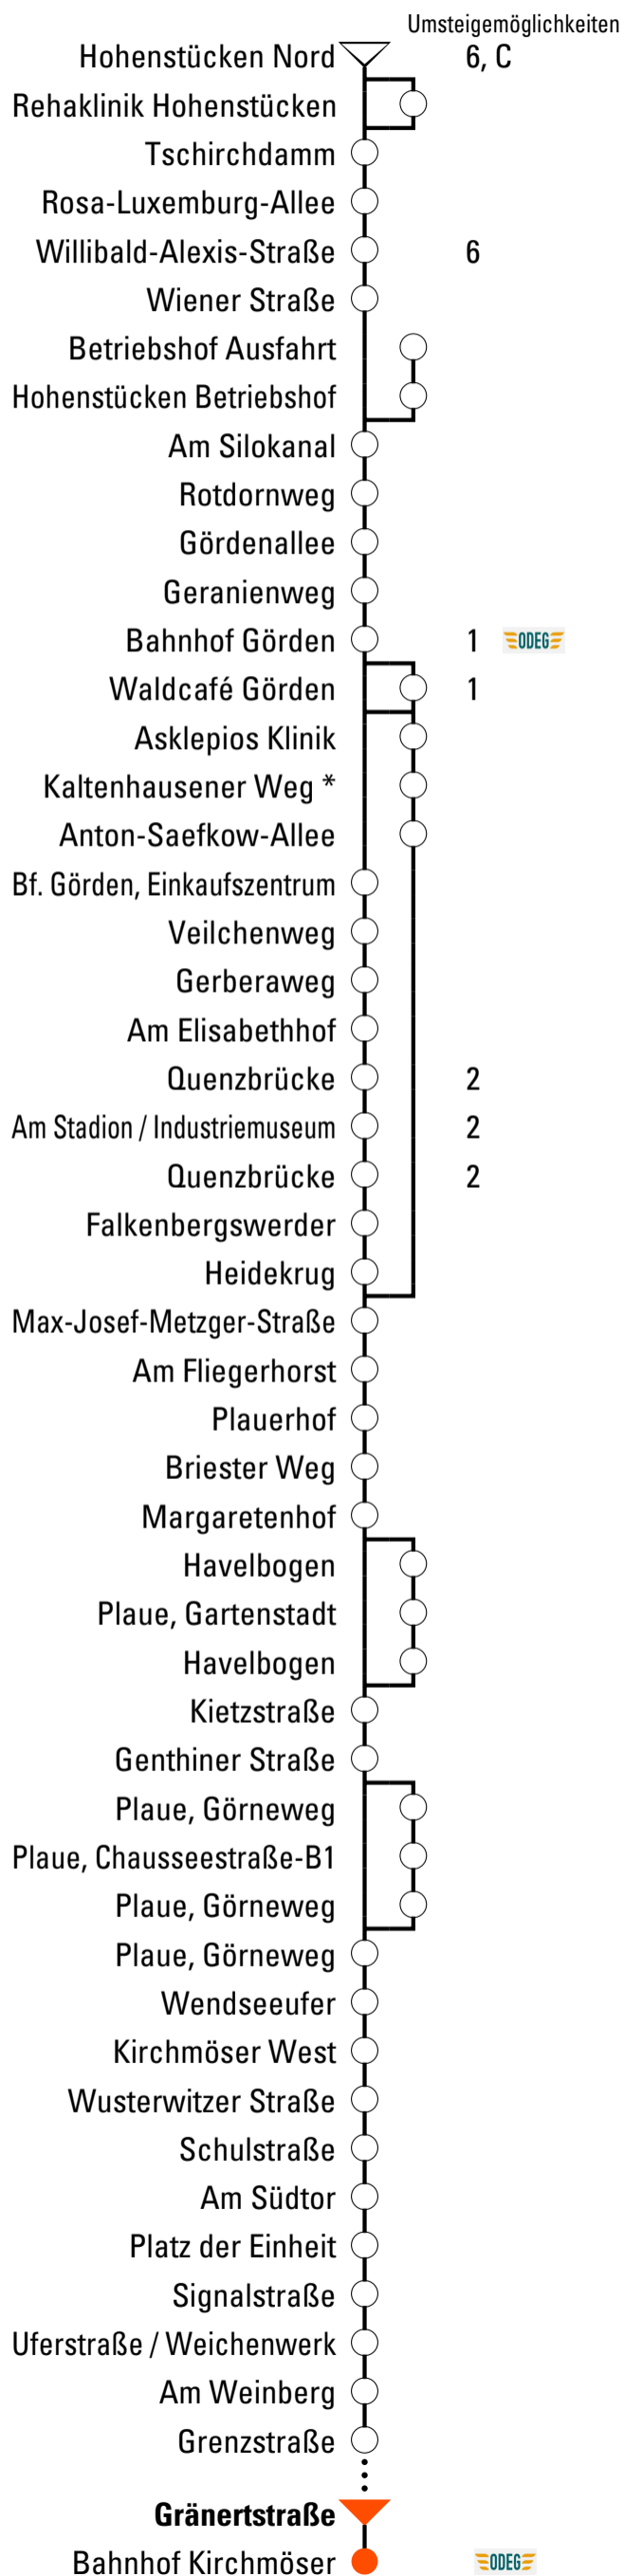 Umsteigemöglichkeiten
Hohenstücken Nord 6, C
Rehaklinik Hohenstücken
Tschirchdamm
Rosa-Luxemburg-Allee
Willibald-Alexis-Straße 6
Wiener Straße
Betriebshof Ausfahrt
Hohenstücken Betriebshof
Am Silokanal
Rotdornweg
Gördenallee
Geranienweg
Bahnhof Görden 1 ODEG
Waldcafé Görden 1
Asklepios Klinik
Kaltenhausener Weg *
Anton-Saefkow-Allee
Bf. Görden, Einkaufszentrum
Veilchenweg
Gerberaweg
Am Elisabethhof
Quenzbrücke 2
Am Stadion / Industriemuseum 2
Quenzbrücke 2
Falkenbergswerder
Heidekrug
Max-Josef-Metzger-Straße
Am Fliegerhorst
Plauerhof
Briester Weg
Margaretenhof
Havelbogen
Plaue, Gartenstadt
Havelbogen
Kietzstraße
Genthiner Straße
Plaue, Görneweg
Plaue, Chausseestraße-B1
Plaue, Görneweg
Plaue, Görneweg
Wendseeufer
Kirchmöser West
Wusterwitzer Straße
Schulstraße
Am Südtor
Platz der Einheit
Signalstraße
Uferstraße / Weichenwerk
Am Weinberg
Grenzstraße
Gränertstraße
Bahnhof Kirchmöser ODEG